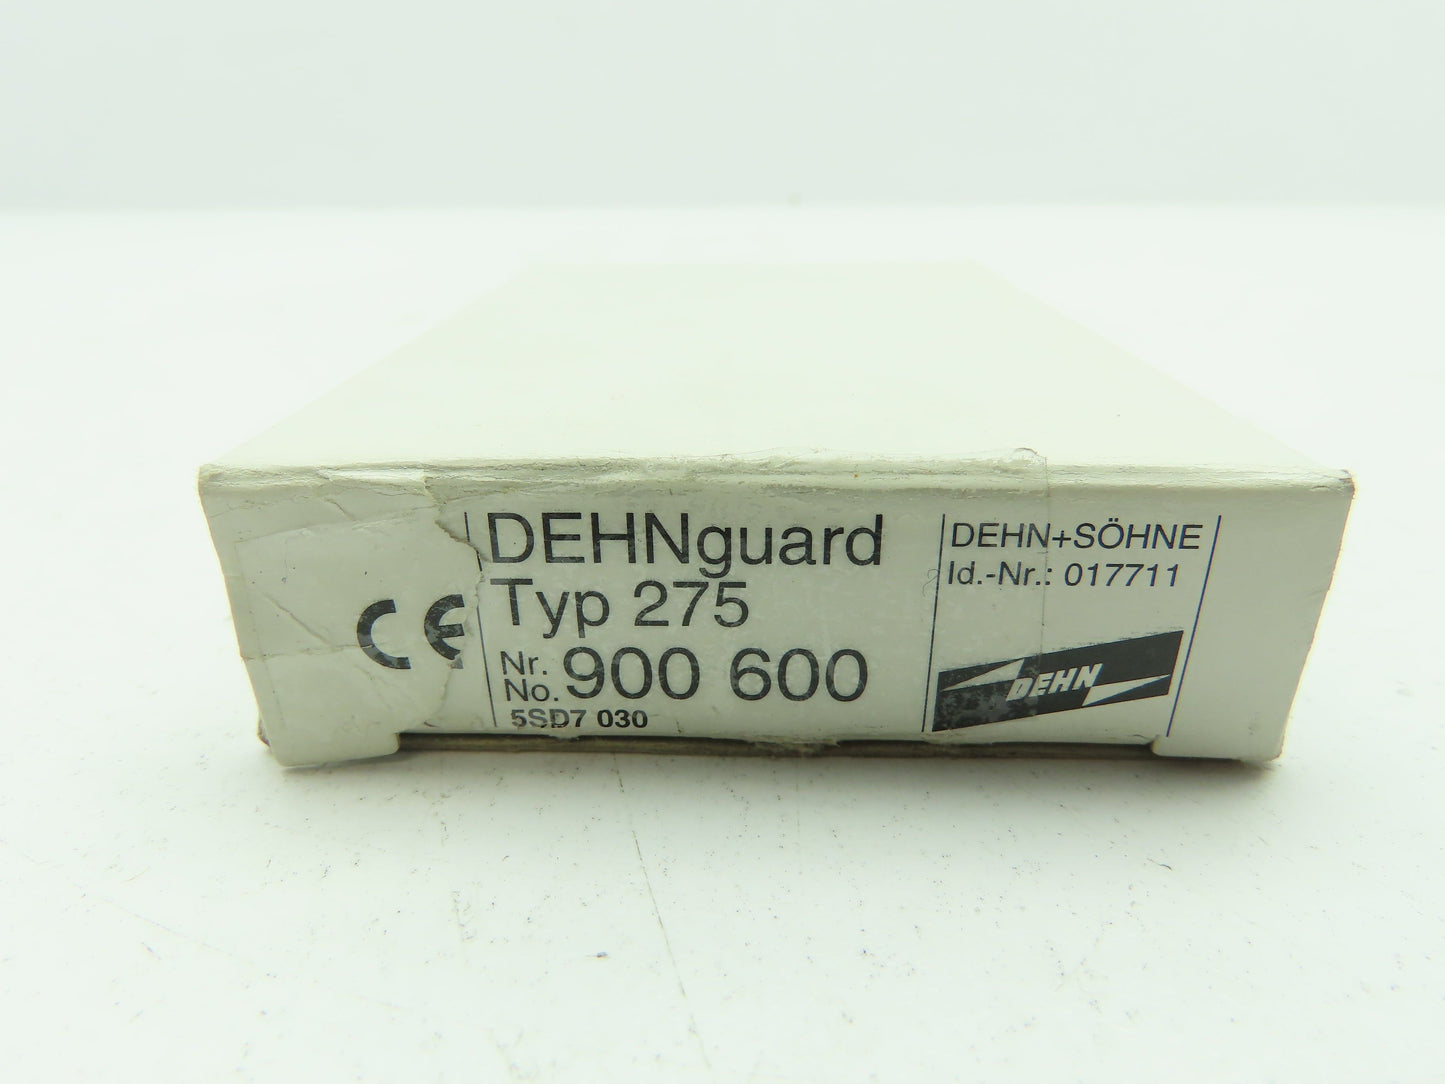 CE
DEHNguard
Typ 275
Nr.
No. 900 600
5SD7 030
DEHN+SÖHNE
Id.-Nr.: 017711
DEHN